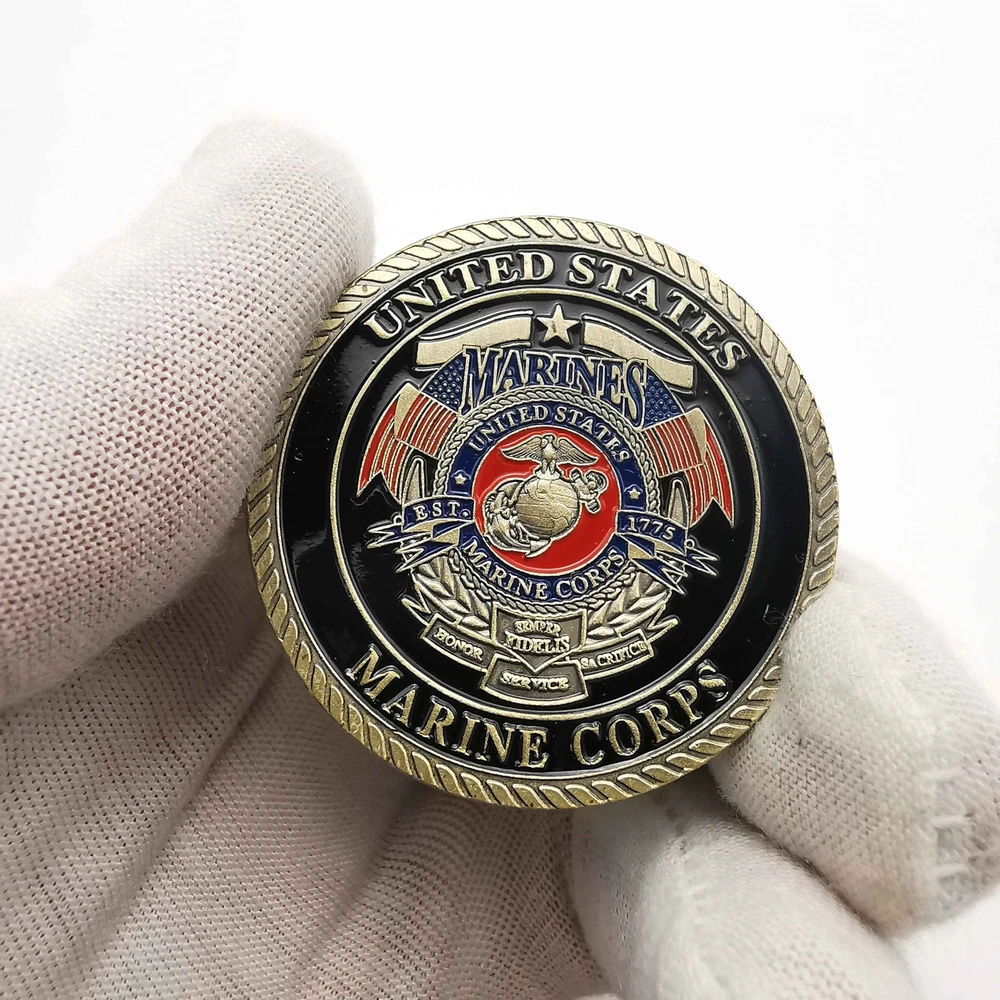 UNITED STATES
MARINES
UNITED STATES
EST. 1775
MARINE CORPS
SEMPER
FIDELIS
HONOR SACRIFICE
SERVICE
MARINE CORPS